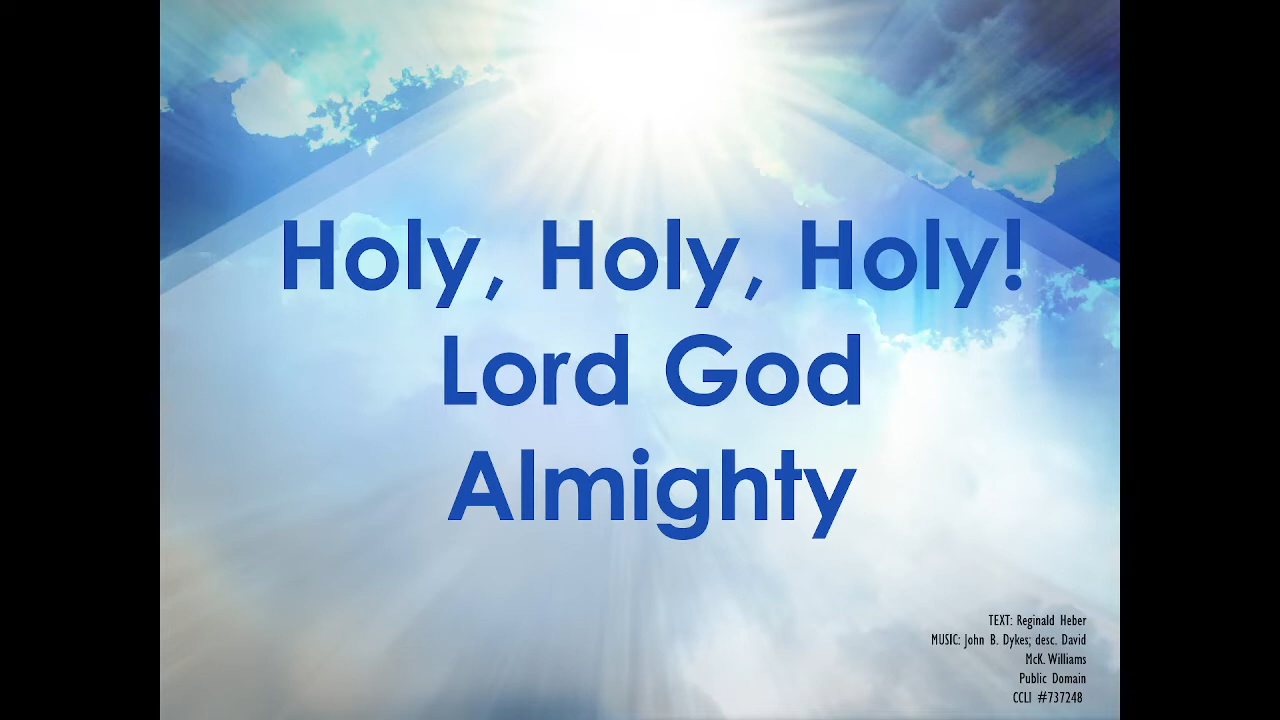 Holy, Holy, Holy!
Lord God
Almighty
TEXT: Reginald Heber
MUSIC: John B. Dykes; desc. David
McK. Williams
Public Domain
CCLI #737248